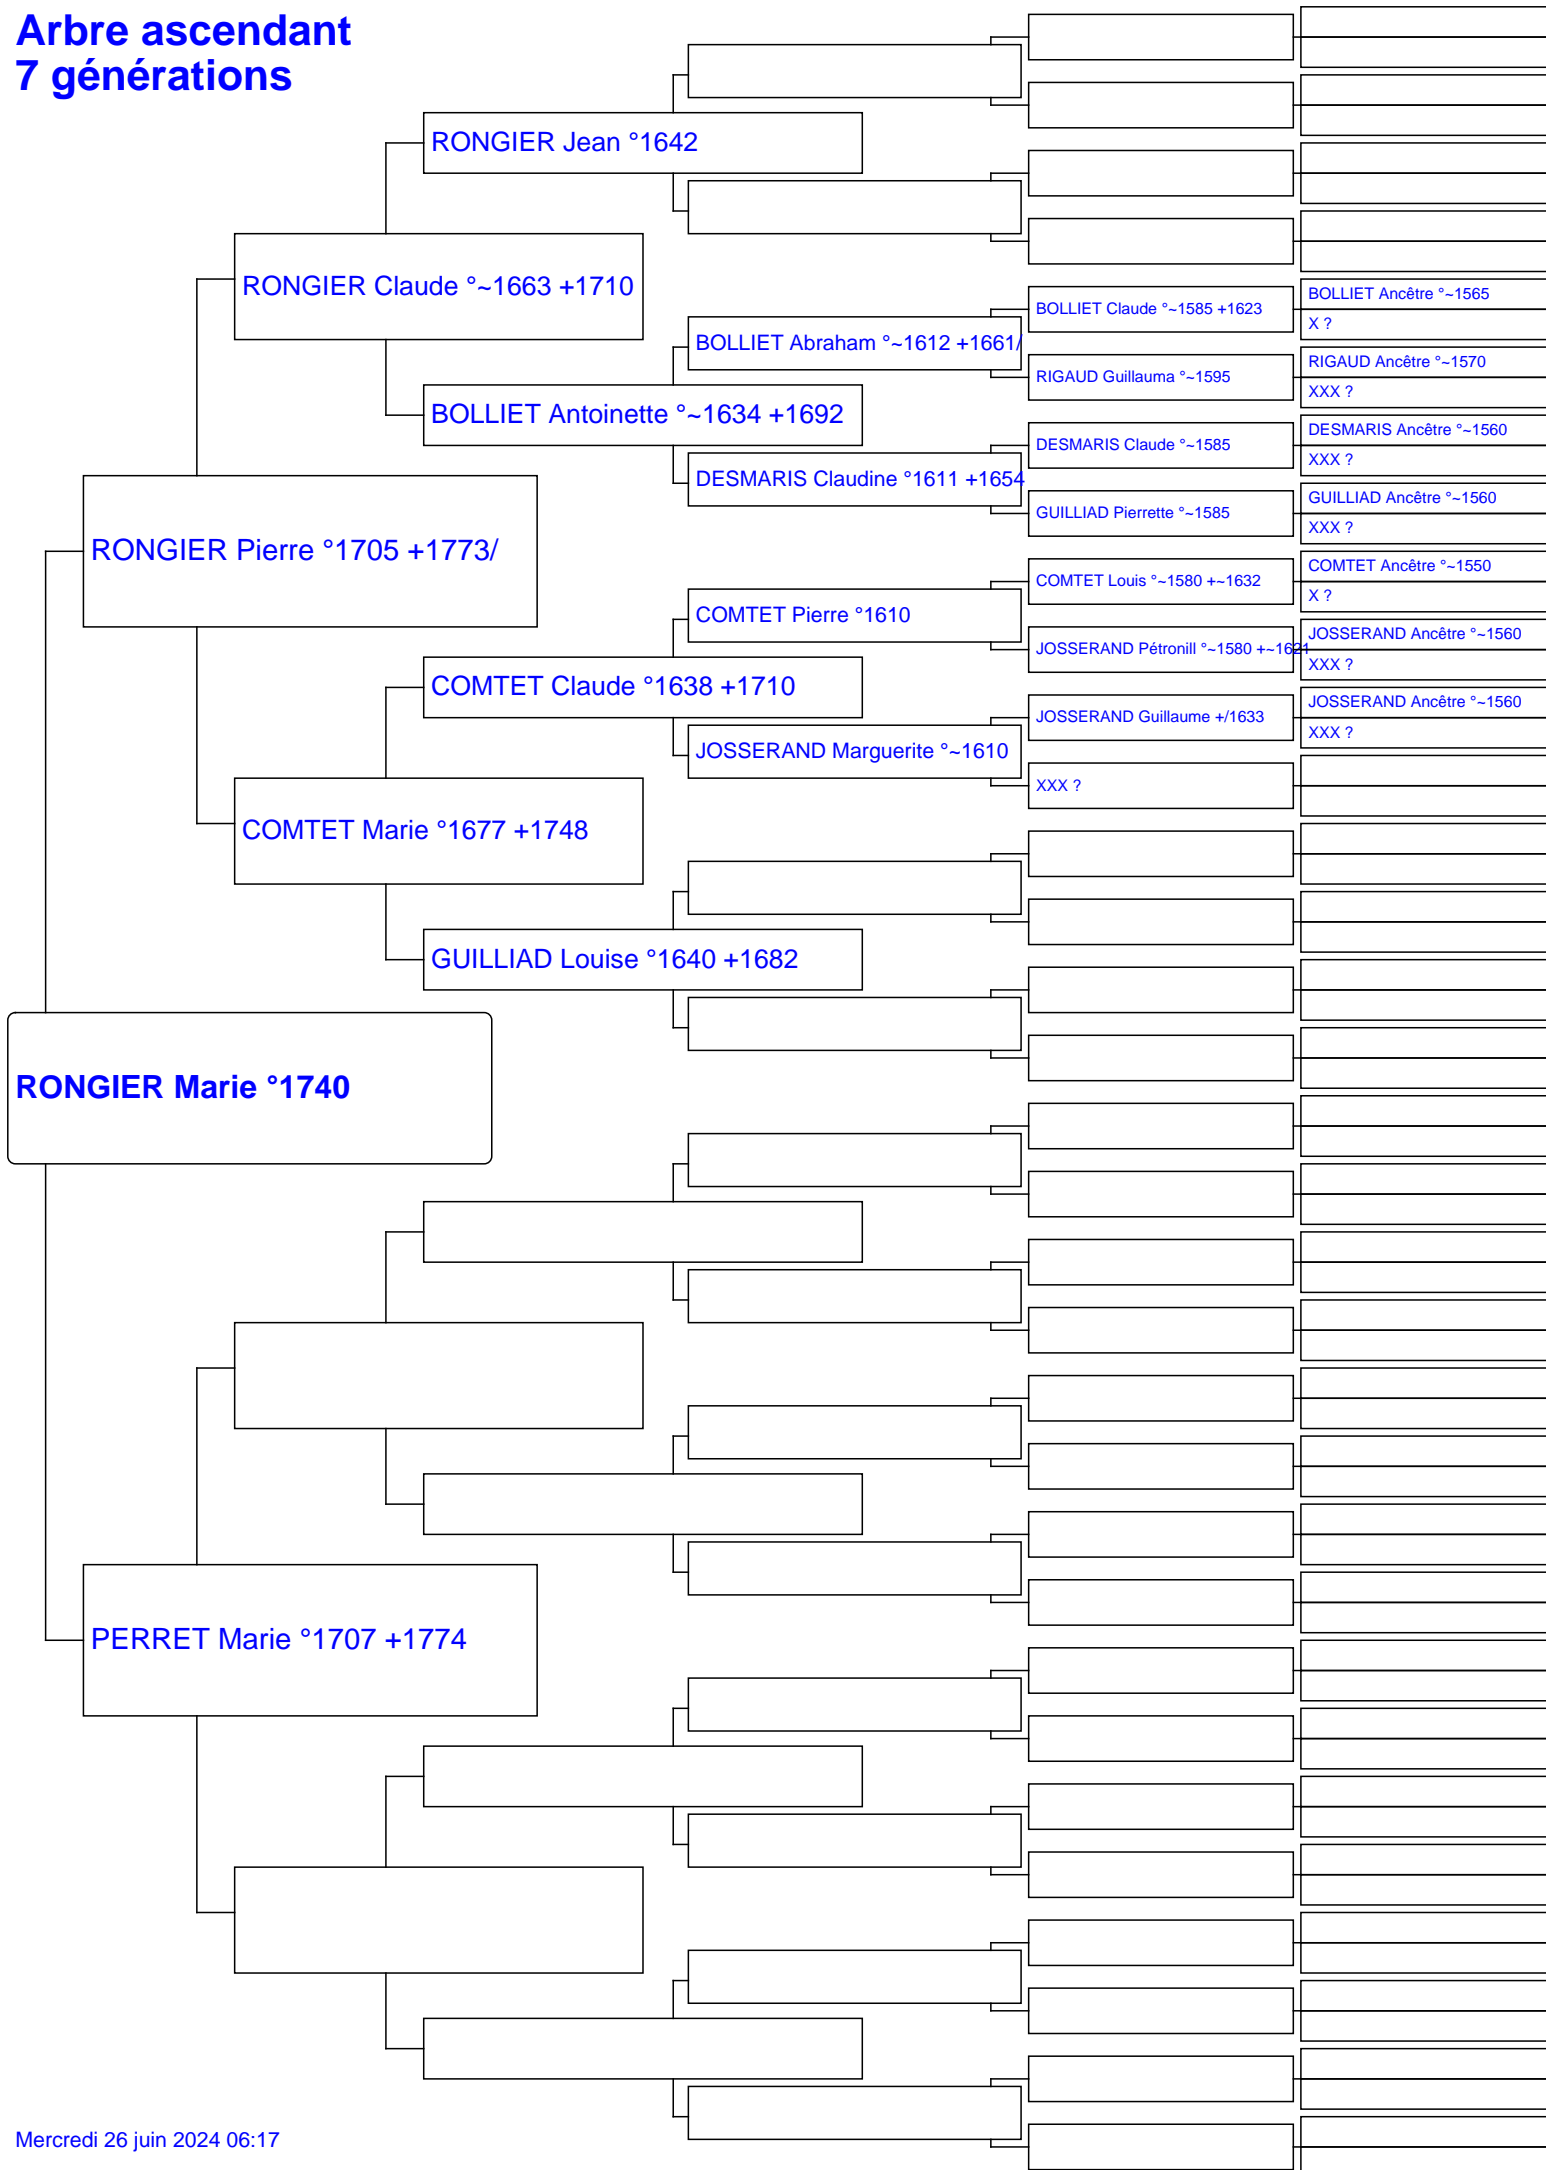 Arbre ascendant
7 générations
RONGIER Jean °1642
RONGIER Claude °~1663 +1710
BOLLIET Claude °~1585 +1623
BOLLIET Ancêtre °~1565
X ?
BOLLIET Abraham °~1612 +1661/
RIGAUD Guillauma °~1595
RIGAUD Ancêtre °~1570
XXX ?
BOLLIET Antoinette °~1634 +1692
DESMARIS Claude °~1585
DESMARIS Ancêtre °~1560
XXX ?
DESMARIS Claudine °1611 +1654
GUILLIAD Pierrette °~1585
GUILLIAD Ancêtre °~1560
XXX ?
RONGIER Pierre °1705 +1773/
COMTET Louis °~1580 +~1632
COMTET Ancêtre °~1550
X ?
COMTET Pierre °1610
JOSSERAND Pétronill °~1580 +~1621
JOSSERAND Ancêtre °~1560
XXX ?
COMTET Claude °1638 +1710
JOSSERAND Guillaume +/1633
JOSSERAND Ancêtre °~1560
XXX ?
JOSSERAND Marguerite °~1610
XXX ?
COMTET Marie °1677 +1748
GUILLIAD Louise °1640 +1682
RONGIER Marie °1740
PERRET Marie °1707 +1774
Mercredi 26 juin 2024 06:17